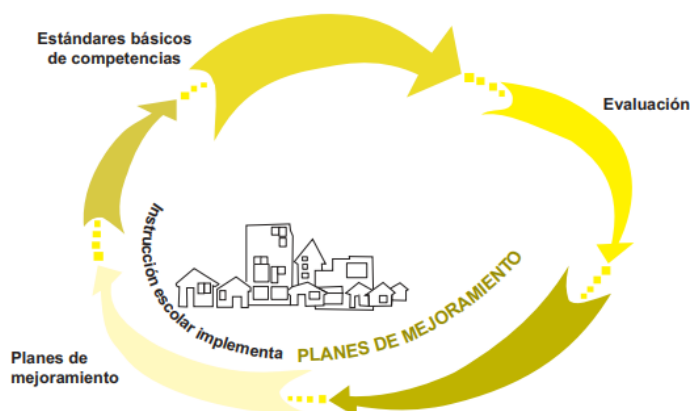 Estándares básicos
de competencias
Evaluación
Instrucción escolar implementa PLANES DE MEJORAMIENTO
Planes de
mejoramiento